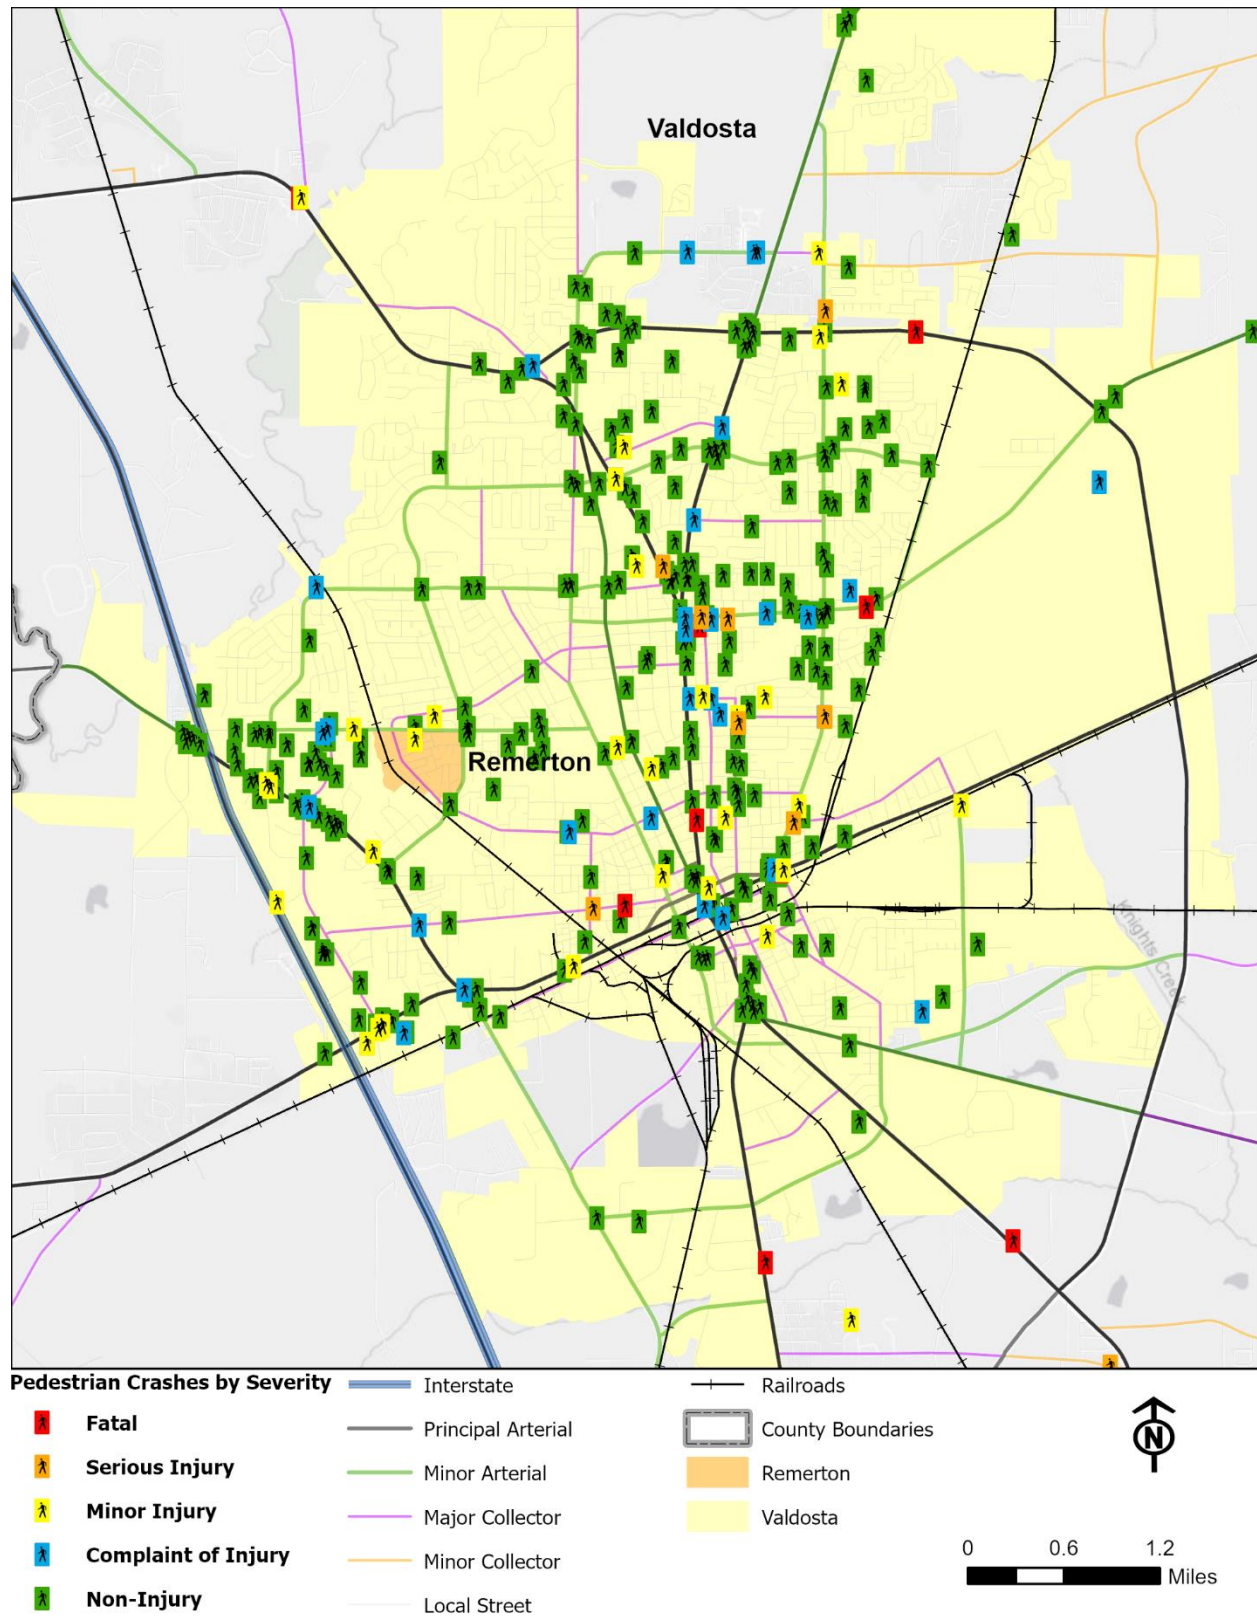 Valdosta
Remerton
Knights Creek
Pedestrian Crashes by Severity
Fatal
Serious Injury
Minor Injury
Complaint of Injury
Non-Injury
Interstate
Principal Arterial
Minor Arterial
Major Collector
Minor Collector
Local Street
Railroads
County Boundaries
Remerton
Valdosta
N
0 0.6 1.2
Miles